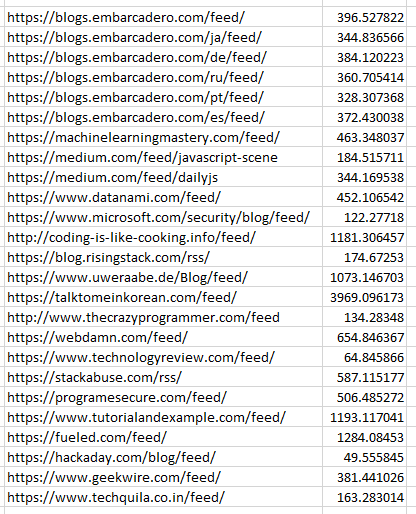 https://blogs.embarcadero.com/feed/ 396.527822
https://blogs.embarcadero.com/ja/feed/ 344.836566
https://blogs.embarcadero.com/de/feed/ 384.120223
https://blogs.embarcadero.com/ru/feed/ 360.705414
https://blogs.embarcadero.com/pt/feed/ 328.307368
https://blogs.embarcadero.com/es/feed/ 372.430038
https://machinelearningmastery.com/feed/ 463.348037
https://medium.com/feed/javascript-scene 184.515711
https://medium.com/feed/dailyjs 344.169538
https://www.datanami.com/feed/ 452.106542
https://www.microsoft.com/security/blog/feed/ 122.27718
http://coding-is-like-cooking.info/feed/ 1181.306457
https://blog.risingstack.com/rss/ 174.67253
https://www.uweraabe.de/Blog/feed/ 1073.146703
https://talktomeinkorean.com/feed/ 3969.096173
http://www.thecrazyprogrammer.com/feed 134.28348
https://webdamn.com/feed/ 654.846367
https://www.technologyreview.com/feed/ 64.845866
https://stackabuse.com/rss/ 587.115177
https://programesecure.com/feed/ 506.485272
https://www.tutorialandexample.com/feed/ 1193.117041
https://fueled.com/feed/ 1284.08453
https://hackaday.com/blog/feed/ 49.555845
https://www.geekwire.com/feed/ 381.441026
https://www.techquila.co.in/feed/ 163.283014